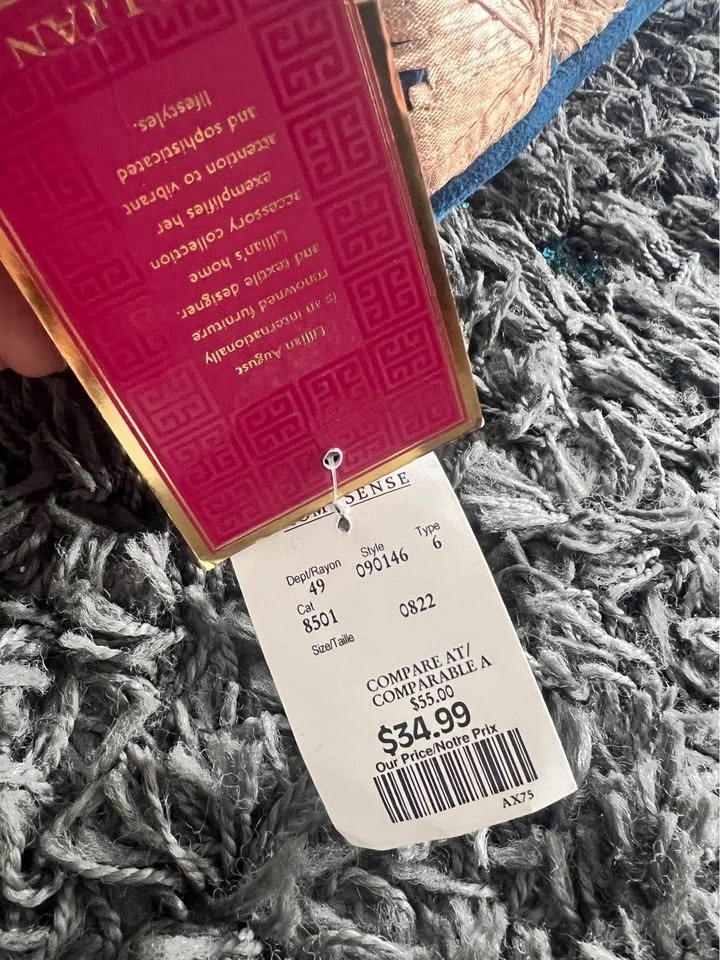 LIAN
Lillian August
is an internationally
renowned furniture
and textile designer.
Lillian's home
accessory collection
exemplifies her
attention to vibrant
and sophisticated
lifestyles.
SENSE
Dept/Rayon Style Type
49 090146 6
Cat
8501 0822
Size/Taille
COMPARE AT/
COMPARABLE A
$55.00
$34.99
Our Price/Notre Prix
AX75